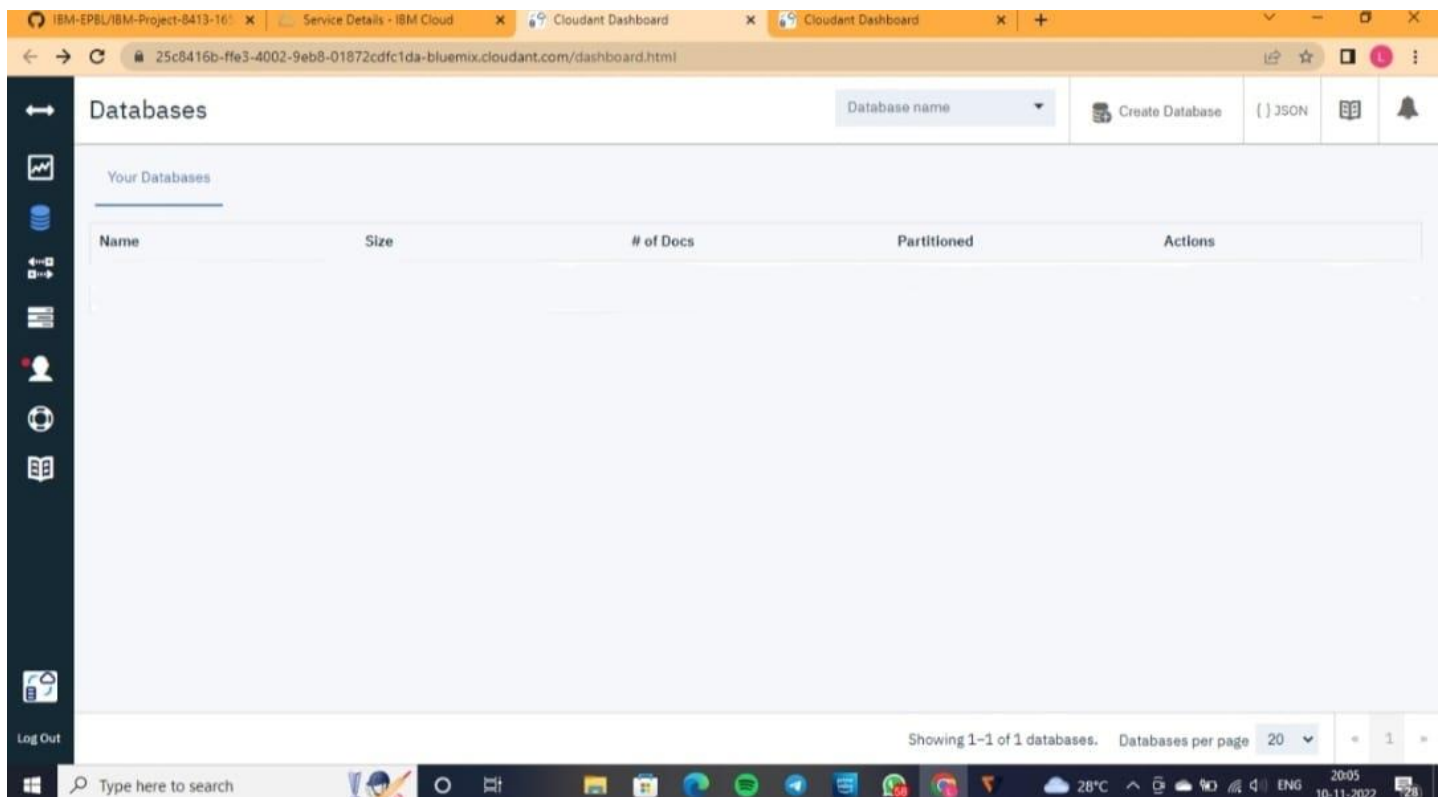 IBM-EPBL/IBM-Project-8413-165 Service Details - IBM Cloud Cloudant Dashboard Cloudant Dashboard
25c8416b-ffe3-4002-9eb8-01872cdfc1da-bluemix.cloudant.com/dashboard.html L
Databases Database name Create Database { } JSON
Your Databases
Name Size # of Docs Partitioned Actions
Log Out Showing 1–1 of 1 databases. Databases per page 20 « 1 »
Type here to search 28°C ENG 20:05
10-11-2022 28